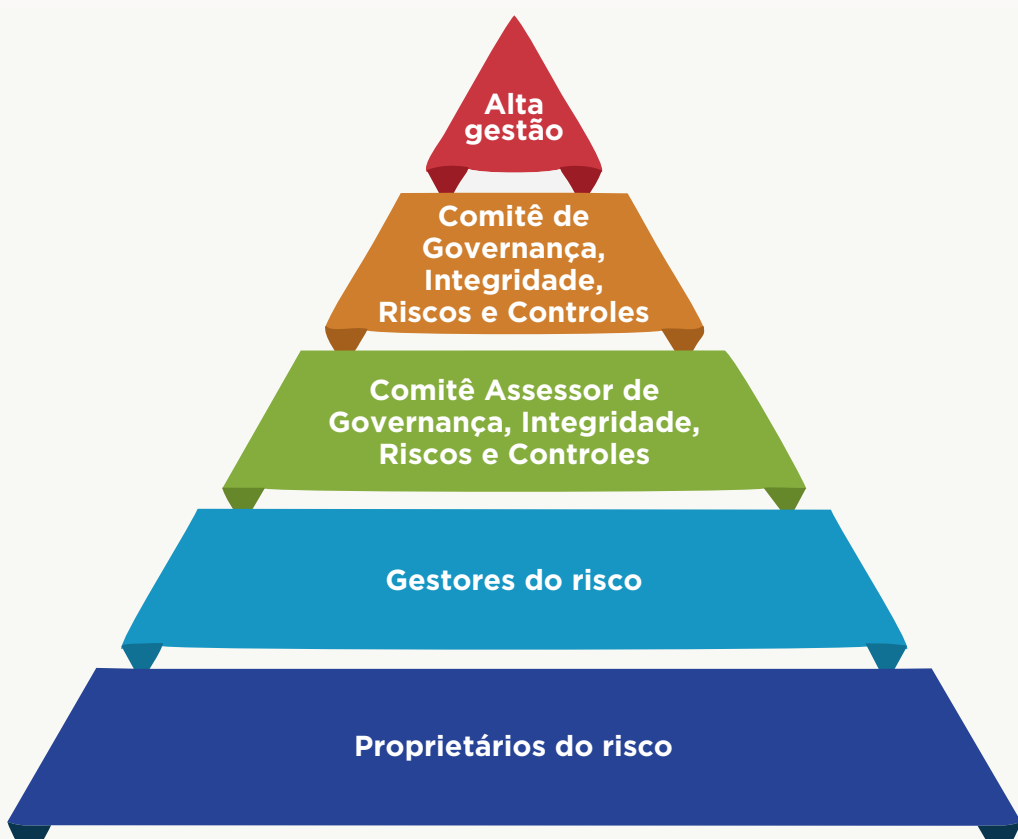 Alta
gestão
Comitê de
Governança,
Integridade,
Riscos e Controles
Comitê Assessor de
Governança, Integridade,
Riscos e Controles
Gestores do risco
Proprietários do risco